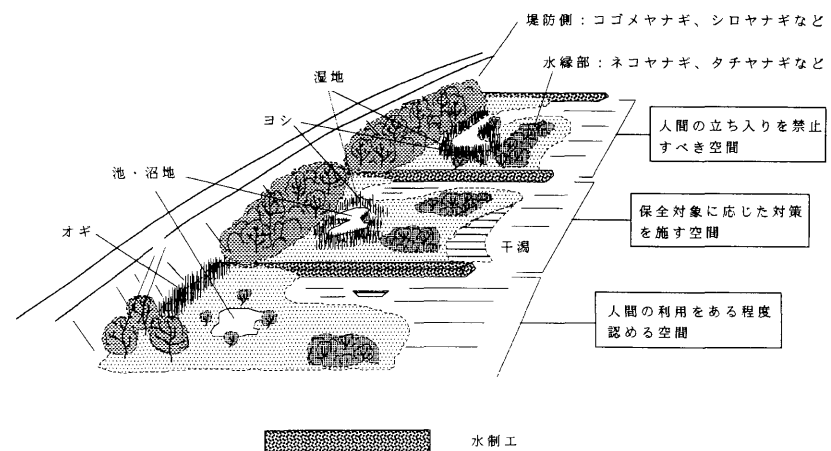 堤防側：コゴメヤナギ、シロヤナギなど
水縁部：ネコヤナギ、タチヤナギなど
湿地
ヨシ
人間の立ち入りを禁止
すべき空間
池・沼地
保全対象に応じた対策
を施す空間
オギ
干潟
人間の利用をある程度
認める空間
水制工